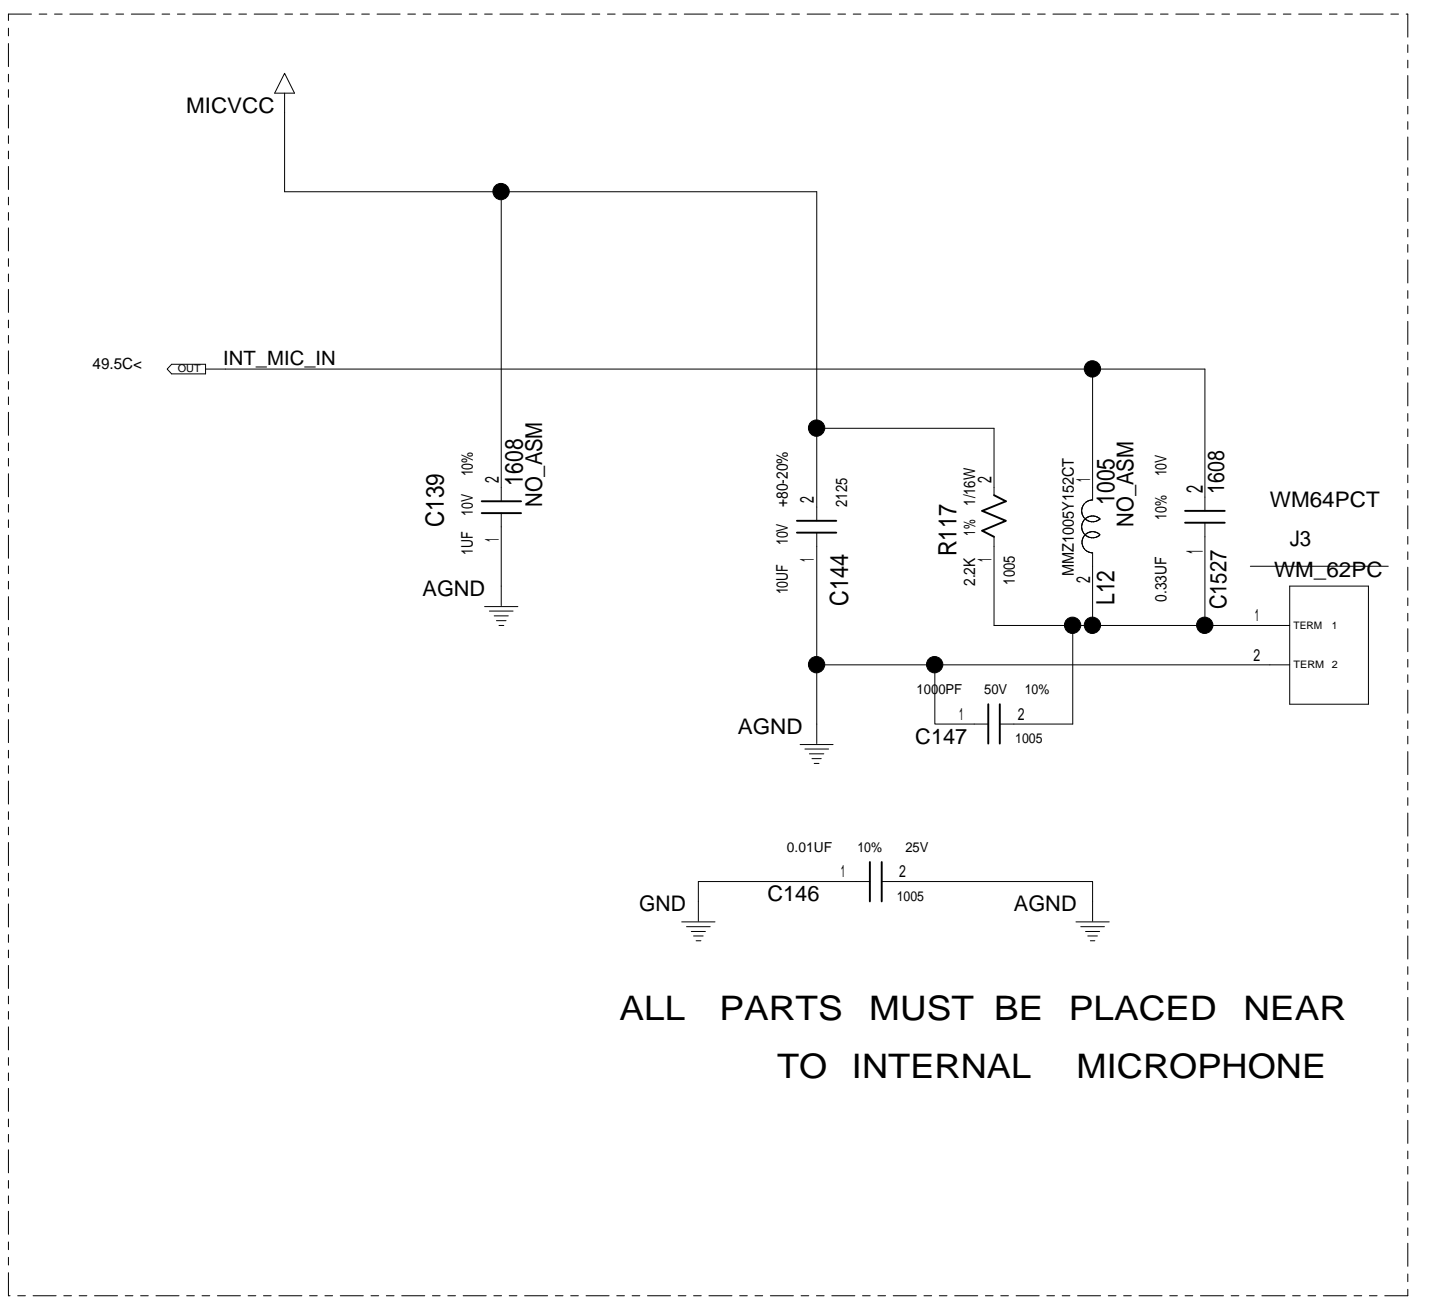 MICVCC
49.5C<
OUT
INT_MIC_IN
C139
1UF 10V 10%
2
1
1608
NO_ASM
AGND
10UF 10V +80-20%
2
1
2125
C144
R117
2.2K 1% 1/16W
2
1
1005
MMZ1005Y152CT
1
2
1005
NO_ASM
L12
0.33UF 10% 10V
2
1
1608
C1527
WM64PCT
J3
WM_62PC
1
TERM 1
2
TERM 2
1000PF 50V 10%
1
2
C147
1005
AGND
0.01UF 10% 25V
1
2
C146
1005
GND
AGND
ALL PARTS MUST BE PLACED NEAR
TO INTERNAL MICROPHONE